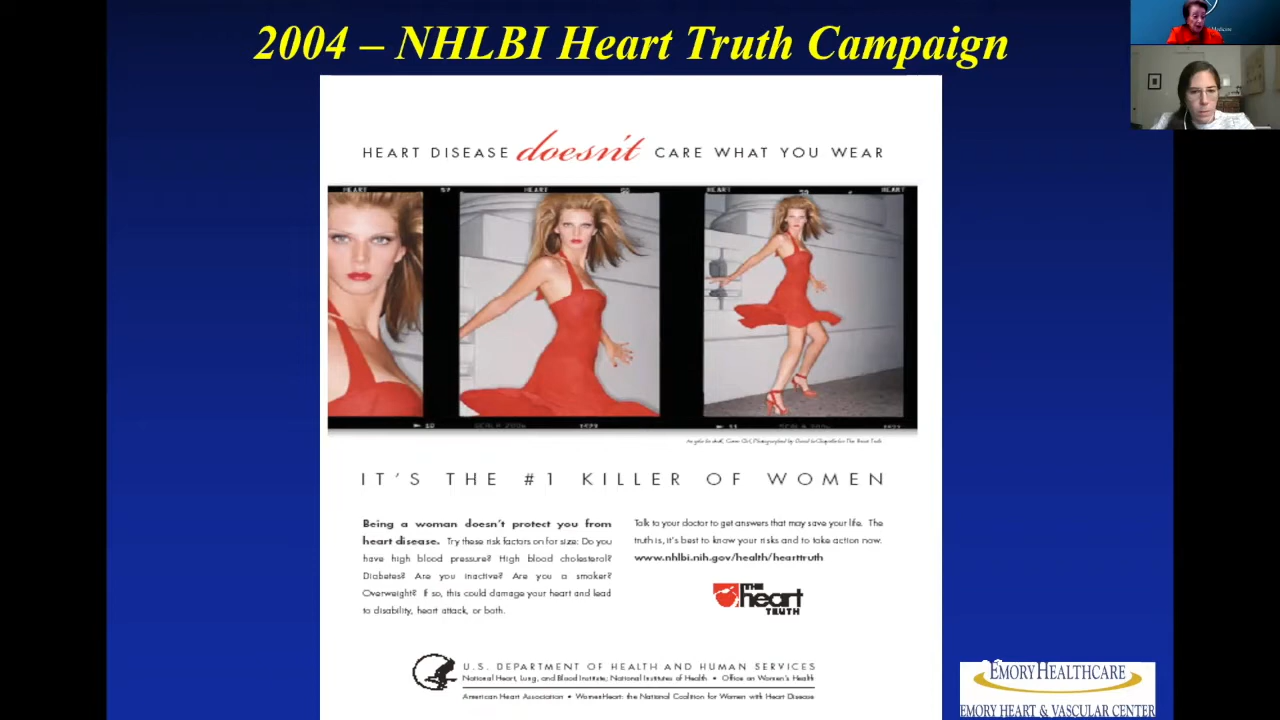 2004 – NHLBI Heart Truth Campaign
Medicine
HEART DISEASE doesn't CARE WHAT YOU WEAR
HEART HEART HEART HEART
IT'S THE #1 KILLER OF WOMEN
Being a woman doesn't protect you from
heart disease. Try these risk factors on for size: Do you
have high blood pressure? High blood cholesterol?
Diabetes? Are you inactive? Are you a smoker?
Overweight? If so, this could damage your heart and lead
to disability, heart attack, or both.
Talk to your doctor to get answers that may save your life. The
truth is, it's best to know your risks and to take action now.
www.nhlbi.nih.gov/health/hearttruth
THE
heart
TRUTH
U.S. DEPARTMENT OF HEALTH AND HUMAN SERVICES
National Heart, Lung, and Blood Institute; National Institutes of Health • Office on Women's Health
American Heart Association • WomenHeart: the National Coalition for Women with Heart Disease
EMORY HEALTHCARE
EMORY HEART & VASCULAR CENTER